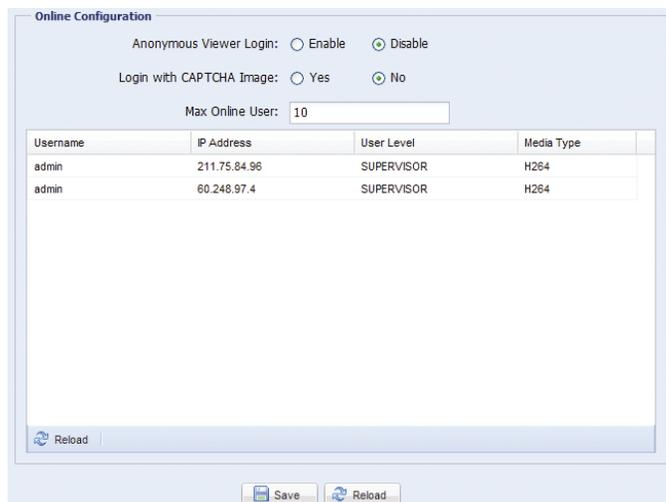 Online Configuration
Anonymous Viewer Login: Enable Disable
Login with CAPTCHA Image: Yes No
Max Online User: 10
Username IP Address User Level Media Type
admin 211.75.84.96 SUPERVISOR H264
admin 60.248.97.4 SUPERVISOR H264
Reload
Save Reload